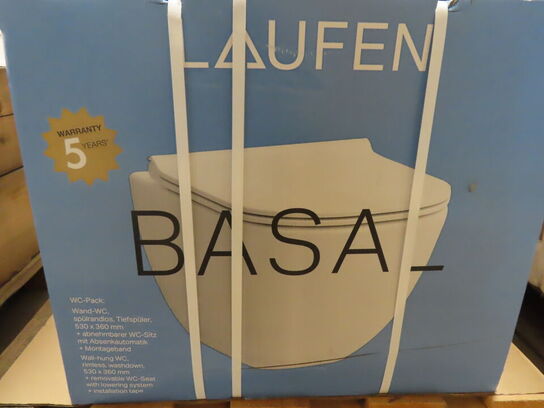 LAUFEN
WARRANTY
5 YEARS*
BASAL
WC-Pack:
Wand-WC,
spülrandlos, Tiefspüler,
530 x 360 mm
+ abnehmbarer WC-Sitz
mit Absenkautomatik
+ Montageband
Wall-hung WC,
rimless, washdown,
530 x 360 mm
+ removable WC-Seat
with lowering system
+ installation tape